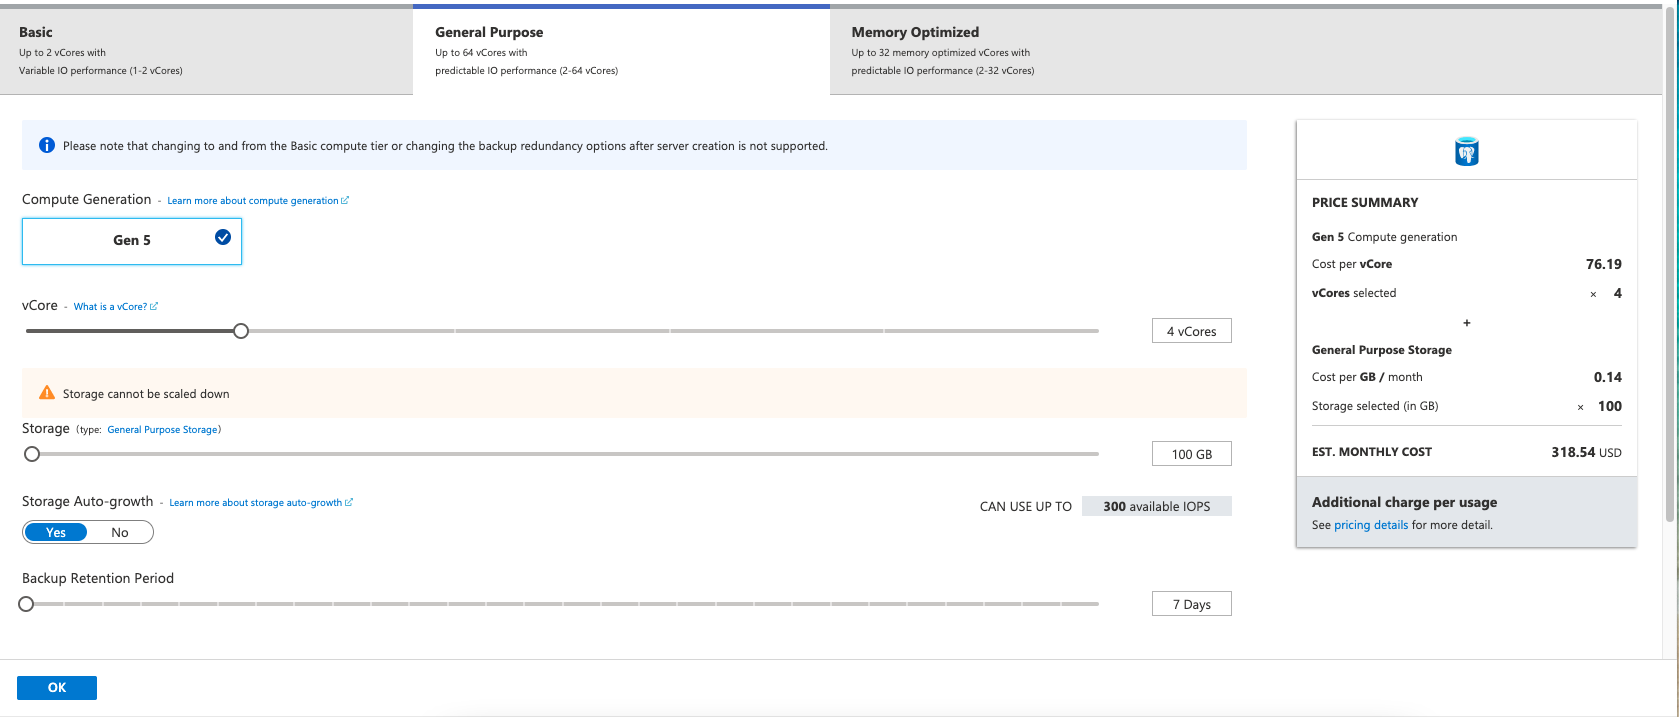 Basic
Up to 2 vCores with
Variable IO performance (1-2 vCores)
General Purpose
Up to 64 vCores with
predictable IO performance (2-64 vCores)
Memory Optimized
Up to 32 memory optimized vCores with
predictable IO performance (2-32 vCores)
Please note that changing to and from the Basic compute tier or changing the backup redundancy options after server creation is not supported.
Compute Generation - Learn more about compute generation
Gen 5
vCore - What is a vCore?
4 vCores
Storage cannot be scaled down
Storage (type: General Purpose Storage)
100 GB
Storage Auto-growth - Learn more about storage auto-growth
CAN USE UP TO 300 available IOPS
Yes No
Backup Retention Period
7 Days
OK
PRICE SUMMARY
Gen 5 Compute generation
Cost per vCore 76.19
vCores selected × 4
+
General Purpose Storage
Cost per GB / month 0.14
Storage selected (in GB) × 100
EST. MONTHLY COST 318.54 USD
Additional charge per usage
See pricing details for more detail.